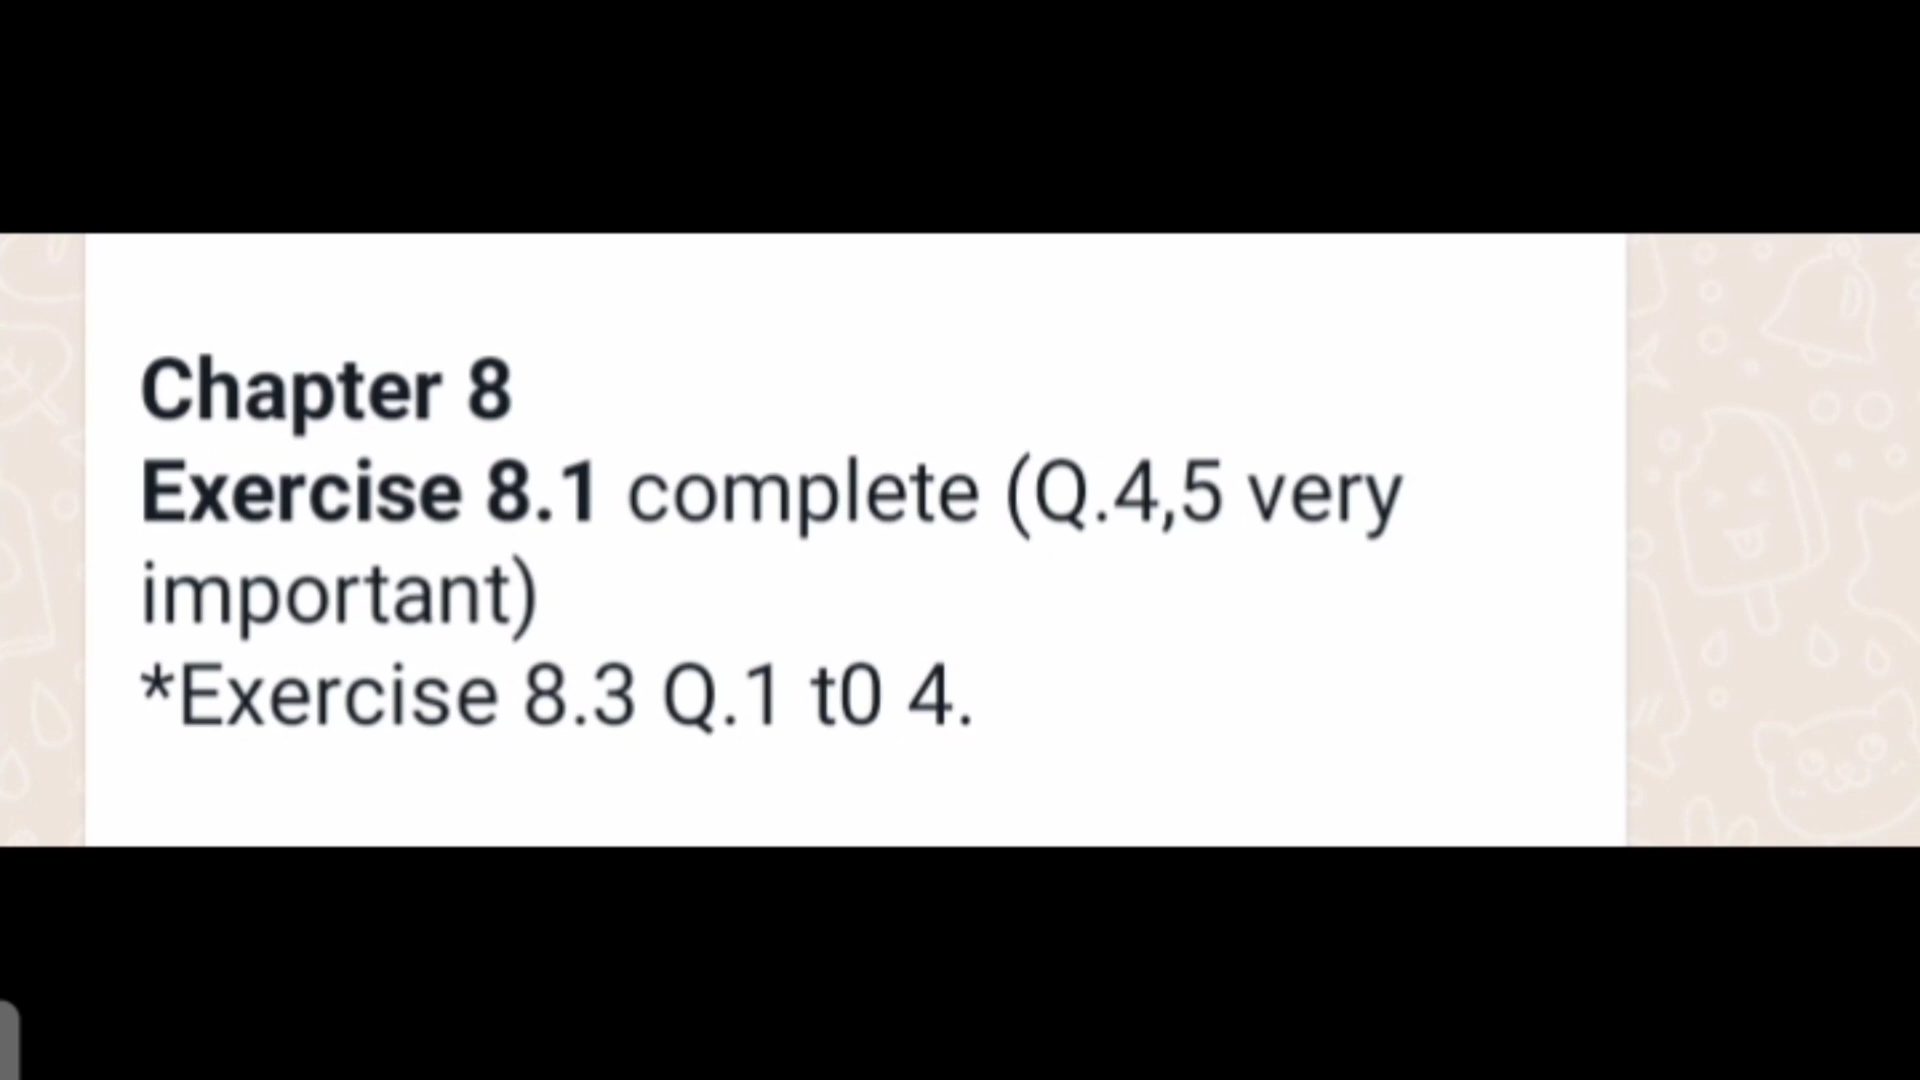 Chapter 8
Exercise 8.1 complete (Q.4,5 very
important)
*Exercise 8.3 Q.1 t0 4.